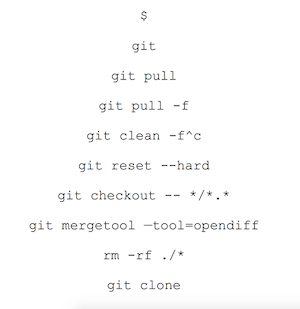 $
git
git pull
git pull -f
git clean -f^c
git reset --hard
git checkout -- */*.*
git mergetool —tool=opendiff
rm -rf ./*
git clone